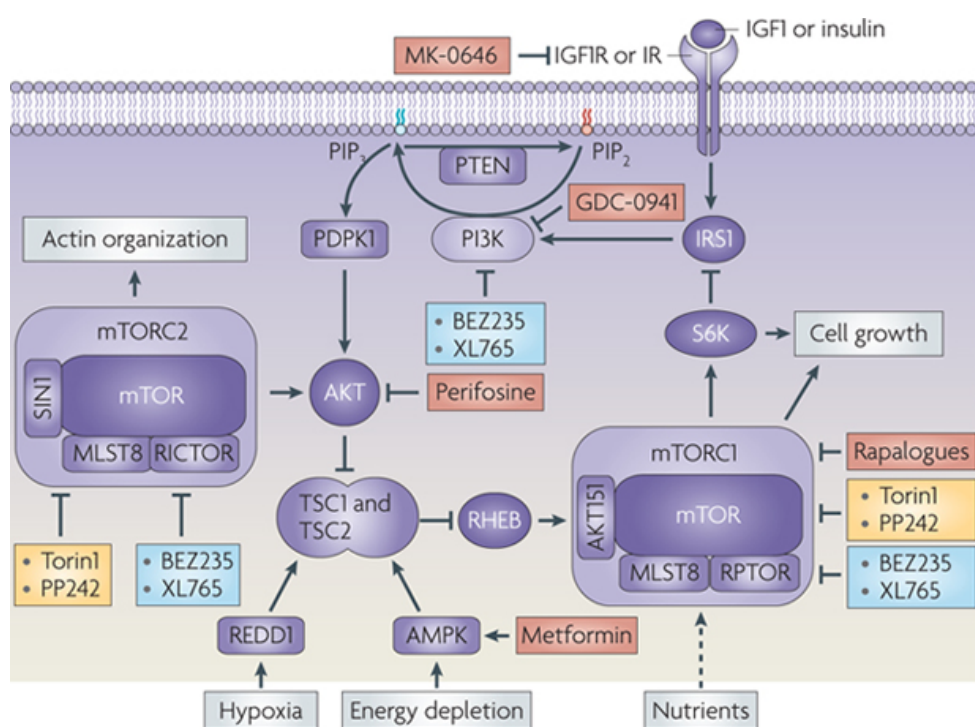 IGF1 or insulin
MK-0646
IGF1R or IR
PIP3
PTEN
PIP2
GDC-0941
Actin organization
PDPK1
PI3K
IRS1
mTORC2
• BEZ235
• XL765
S6K
Cell growth
SIN1
mTOR
AKT
Perifosine
MLST8
RICTOR
mTORC1
Rapalogues
TSC1 and
TSC2
RHEB
AKT1S1
mTOR
• Torin1
• PP242
• Torin1
• PP242
• BEZ235
• XL765
MLST8
RPTOR
• BEZ235
• XL765
REDD1
AMPK
Metformin
Hypoxia
Energy depletion
Nutrients